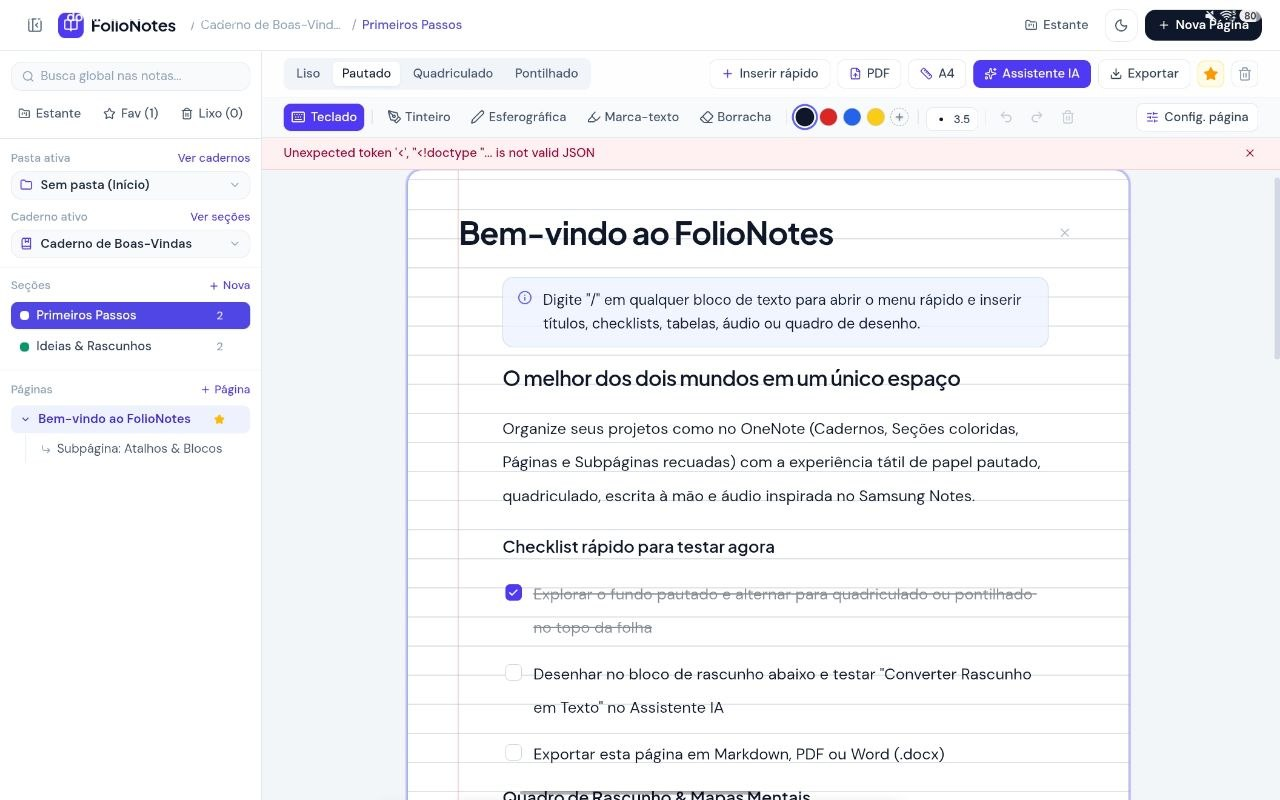 FolioNotes / Caderno de Boas-Vind... / Primeiros Passos
Estante
Nova Página
80
Busca global nas notas...
Estante Fav (1) Lixo (0)
Pasta ativa Ver cadernos
Sem pasta (Início)
Caderno ativo Ver seções
Caderno de Boas-Vindas
Seções + Nova
Primeiros Passos 2
Ideias & Rascunhos 2
Páginas + Página
Bem-vindo ao FolioNotes
Subpágina: Atalhos & Blocos
Liso Pautado Quadriculado Pontilhado
+ Inserir rápido PDF A4 Assistente IA Exportar
Teclado Tinteiro Esferográfica Marca-texto Borracha
3.5
Config. página
Unexpected token '<', "<!doctype "... is not valid JSON
Bem-vindo ao FolioNotes
Digite "/" em qualquer bloco de texto para abrir o menu rápido e inserir
títulos, checklists, tabelas, áudio ou quadro de desenho.
O melhor dos dois mundos em um único espaço
Organize seus projetos como no OneNote (Cadernos, Seções coloridas,
Páginas e Subpáginas recuadas) com a experiência tátil de papel pautado,
quadriculado, escrita à mão e áudio inspirada no Samsung Notes.
Checklist rápido para testar agora
Explorar o fundo pautado e alternar para quadriculado ou pontilhado
no topo da folha
Desenhar no bloco de rascunho abaixo e testar "Converter Rascunho
em Texto" no Assistente IA
Exportar esta página em Markdown, PDF ou Word (.docx)
Quadro de Rascunho & Mapas Mentais